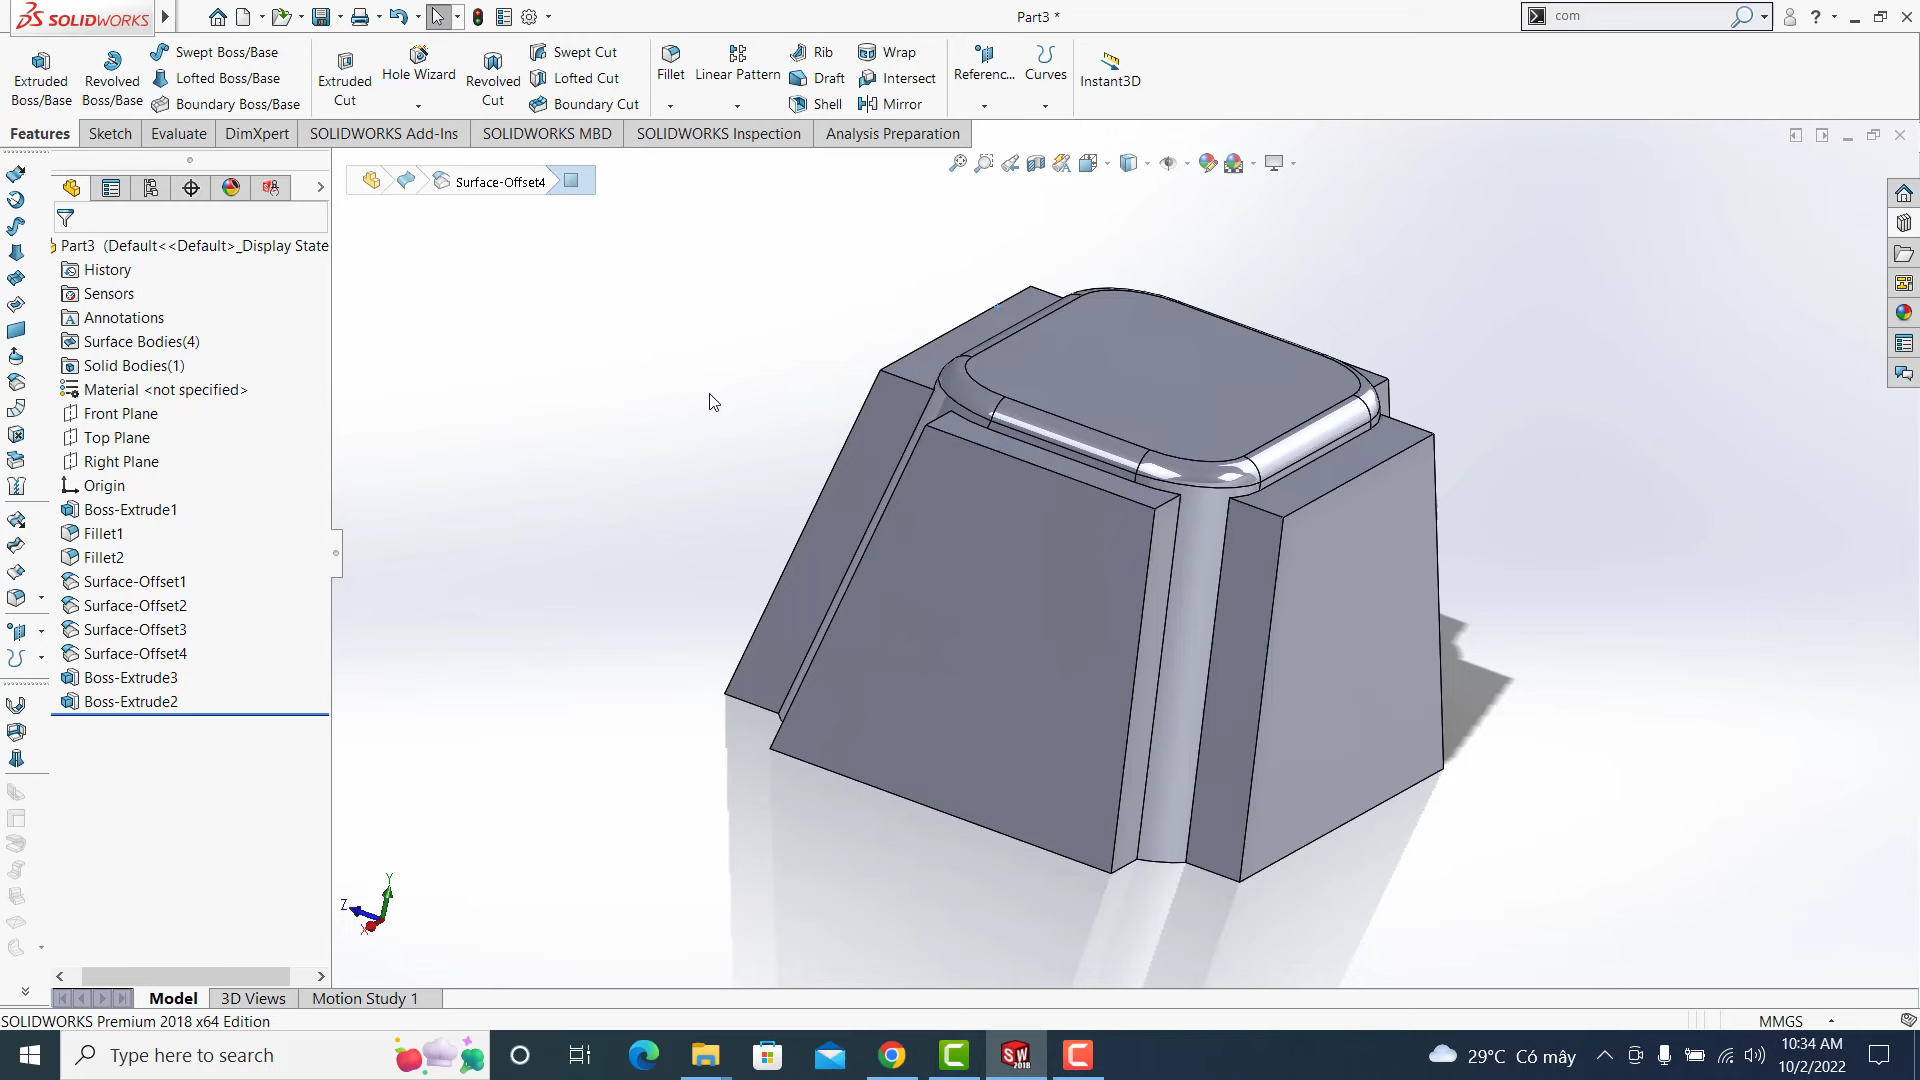 SOLIDWORKS
Part3 *
com
Extruded Boss/Base
Revolved Boss/Base
Swept Boss/Base
Lofted Boss/Base
Boundary Boss/Base
Extruded Cut
Hole Wizard
Revolved Cut
Swept Cut
Lofted Cut
Boundary Cut
Fillet
Linear Pattern
Rib
Draft
Shell
Wrap
Intersect
Mirror
Referenc...
Curves
Instant3D
Features
Sketch
Evaluate
DimXpert
SOLIDWORKS Add-Ins
SOLIDWORKS MBD
SOLIDWORKS Inspection
Analysis Preparation
Surface-Offset4
Part3 (Default<<Default>_Display State
History
Sensors
Annotations
Surface Bodies(4)
Solid Bodies(1)
Material <not specified>
Front Plane
Top Plane
Right Plane
Origin
Boss-Extrude1
Fillet1
Fillet2
Surface-Offset1
Surface-Offset2
Surface-Offset3
Surface-Offset4
Boss-Extrude3
Boss-Extrude2
Y
Z
X
Model
3D Views
Motion Study 1
SOLIDWORKS Premium 2018 x64 Edition
MMGS
Type here to search
SW
2018
29°C Có mây
10:34 AM
10/2/2022